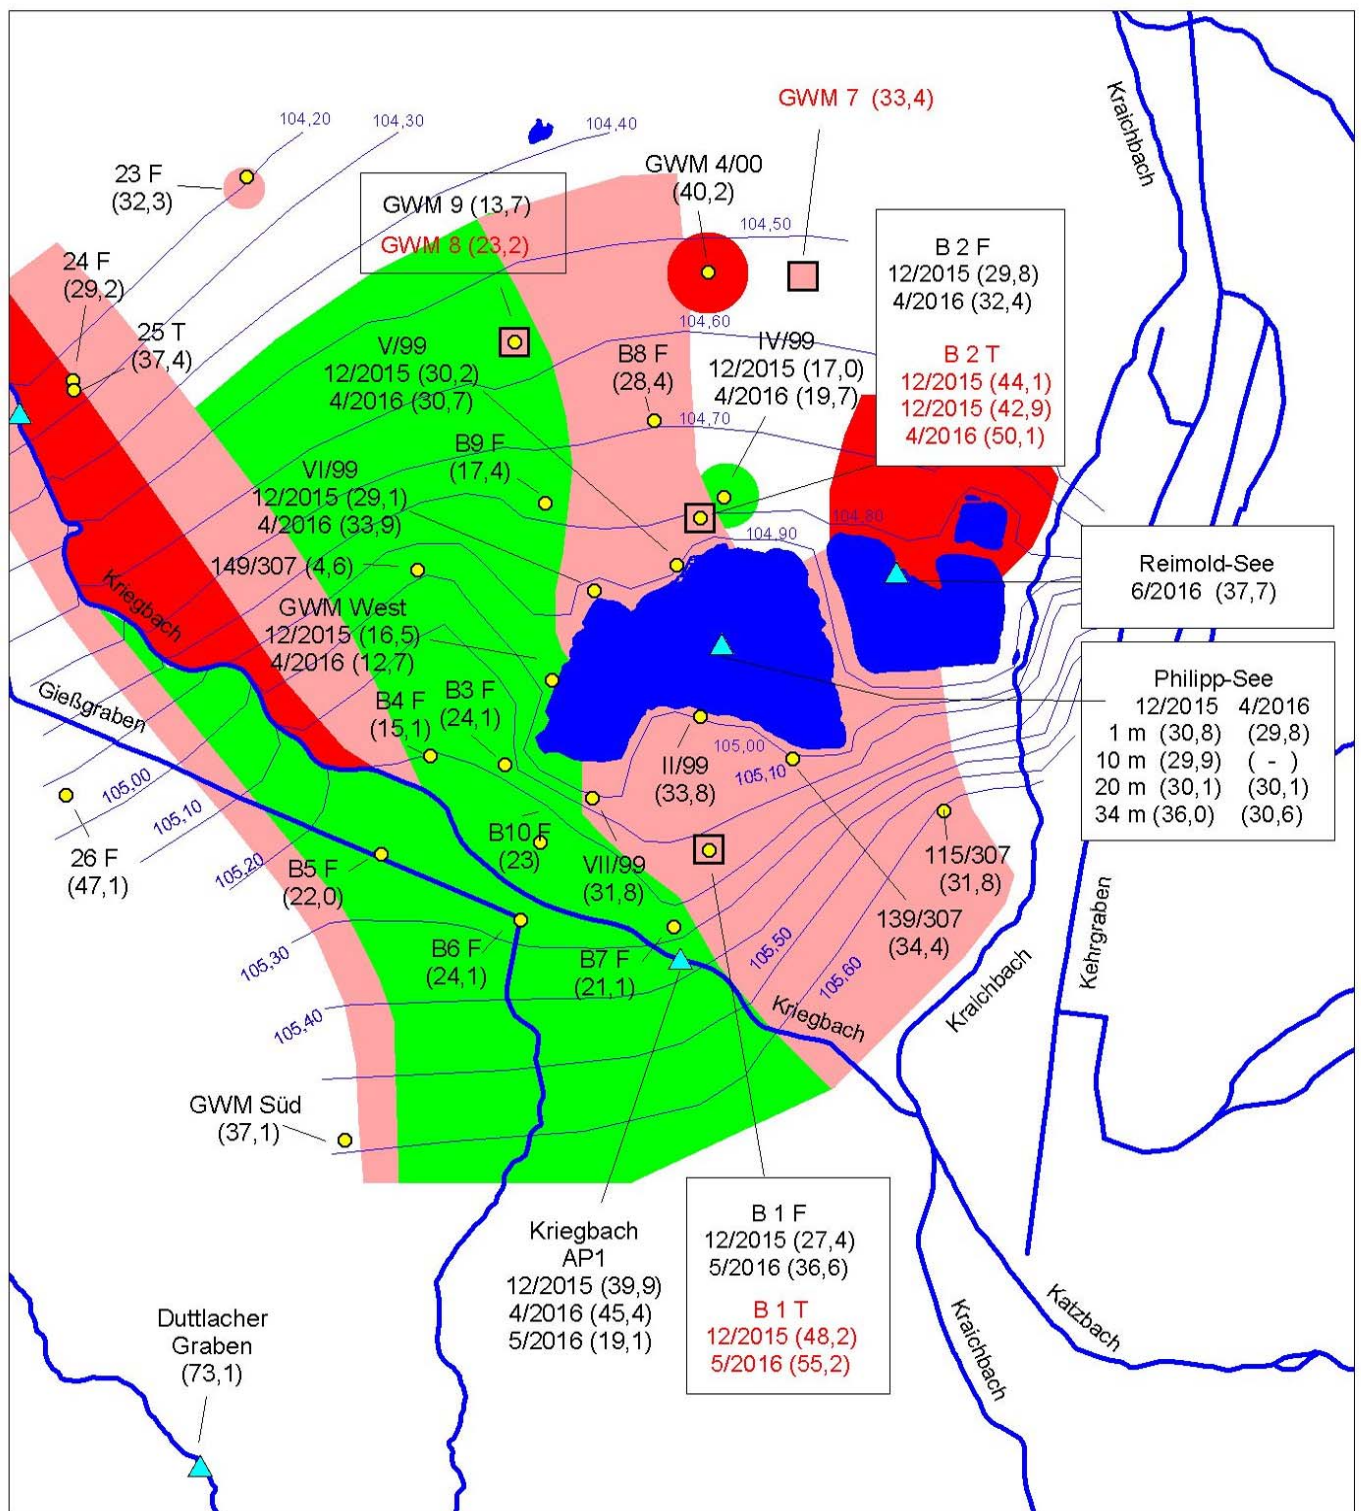 GWM 7 (33,4)
Kraichbach
104,20
104,30
104,40
23 F
(32,3)
GWM 4/00
(40,2)
GWM 9 (13,7)
GWM 8 (23,2)
104,50
B 2 F
12/2015 (29,8)
4/2016 (32,4)
B 2 T
12/2015 (44,1)
12/2015 (42,9)
4/2016 (50,1)
24 F
(29,2)
25 T
(37,4)
104,60
V/99
12/2015 (30,2)
4/2016 (30,7)
B8 F
(28,4)
IV/99
12/2015 (17,0)
4/2016 (19,7)
104,70
B9 F
(17,4)
VI/99
12/2015 (29,1)
4/2016 (33,9)
104,80
104,90
149/307 (4,6)
Reimold-See
6/2016 (37,7)
Kriegbach
GWM West
12/2015 (16,5)
4/2016 (12,7)
Philipp-See
12/2015 4/2016
1 m (30,8) (29,8)
10 m (29,9) ( - )
20 m (30,1) (30,1)
34 m (36,0) (30,6)
Gießgraben
B4 F
(15,1)
B3 F
(24,1)
105,00
105,10
II/99
(33,8)
105,00
105,10
105,20
26 F
(47,1)
B5 F
(22,0)
B10 F
(23)
VII/99
(31,8)
115/307
(31,8)
139/307
(34,4)
Kehrgraben
105,30
B6 F
(24,1)
B7 F
(21,1)
105,50
105,60
105,40
Kriegbach
Kraichbach
GWM Süd
(37,1)
Kriegbach
AP1
12/2015 (39,9)
4/2016 (45,4)
5/2016 (19,1)
B 1 F
12/2015 (27,4)
5/2016 (36,6)
B 1 T
12/2015 (48,2)
5/2016 (55,2)
Katzbach
Kraichbach
Duttlacher
Graben
(73,1)